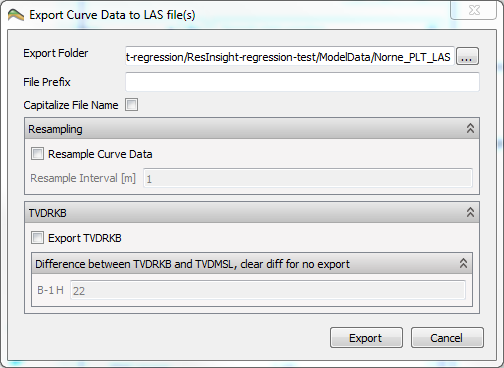 Export Curve Data to LAS file(s)
Export Folder t-regression/ResInsight-regression-test/ModelData/Norne_PLT_LAS ...
File Prefix
Capitalize File Name
Resampling
Resample Curve Data
Resample Interval [m] 1
TVDRKB
Export TVDRKB
Difference between TVDRKB and TVDMSL, clear diff for no export
B-1 H 22
Export Cancel